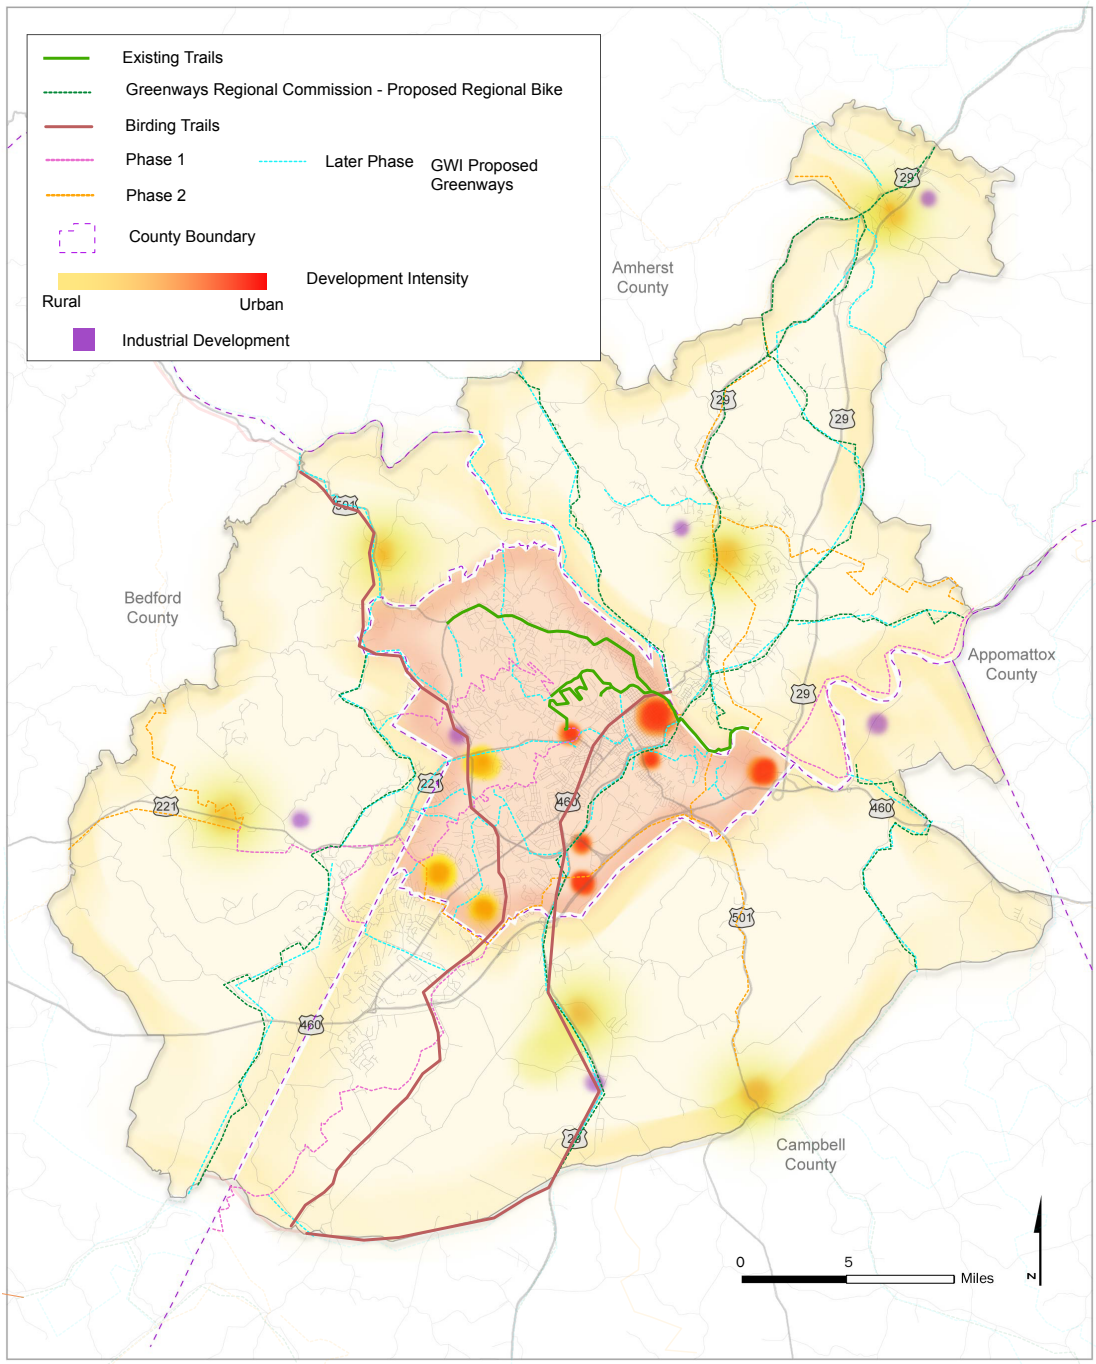 Existing Trails
Greenways Regional Commission - Proposed Regional Bike
Birding Trails
Phase 1
Later Phase
GWI Proposed
Greenways
Phase 2
County Boundary
Development Intensity
Rural
Urban
Industrial Development
29
Amherst
County
29
29
501
Bedford
County
Appomattox
County
29
221
460
221
460
501
460
29
Campbell
County
0
5
Miles
N